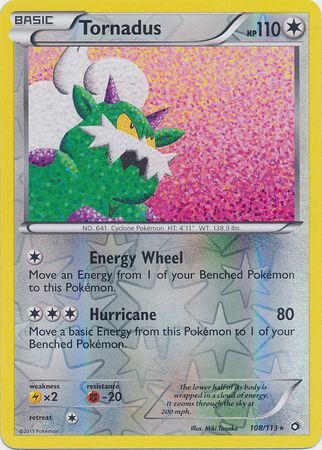 BASIC
Tornadus
HP110
NO. 641 Cyclone Pokémon HT: 4'11" WT: 138.9 lbs.
Energy Wheel
Move an Energy from 1 of your Benched Pokémon
to this Pokémon.
Hurricane 80
Move a basic Energy from this Pokémon to 1 of your
Benched Pokémon.
weakness
×2
resistance
-20
retreat
The lower half of its body is
wrapped in a cloud of energy.
It zooms through the sky at
200 mph.
©2013 Pokémon
Illus. Miki Tanaka
108/113★